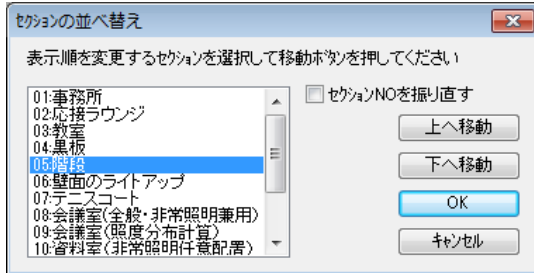 ｾｸｼｮﾝの並べ替え
表示順を変更するｾｸｼｮﾝを選択して移動ﾎﾞﾀﾝを押してください
01:事務所
02:応接ラウンジ
03:教室
04:黒板
05:階段
06:壁面のライトアップ
07:テニスコート
08:会議室(全般･非常照明兼用)
09:会議室(照度分布計算)
10:資料室(非常照明任意配置)
ｾｸｼｮﾝNOを振り直す
上へ移動
下へ移動
OK
ｷｬﾝｾﾙ